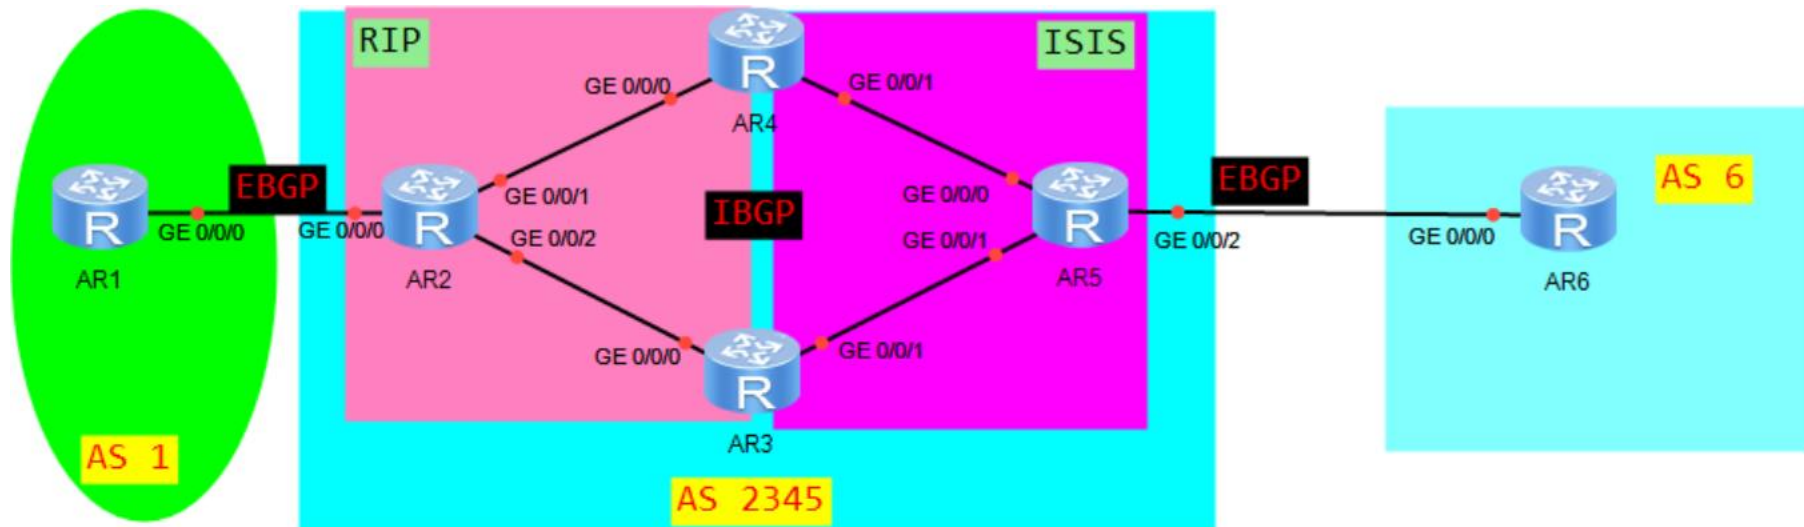 RIP
ISIS
R
GE 0/0/0
GE 0/0/1
AR4
EBGP
GE 0/0/1
GE 0/0/0
EBGP
AS 6
IBGP
R
GE 0/0/0
GE 0/0/0
R
GE 0/0/2
GE 0/0/1
R
GE 0/0/2
GE 0/0/0
R
AR1
AR2
AR5
AR6
GE 0/0/0
GE 0/0/1
R
AR3
AS 1
AS 2345